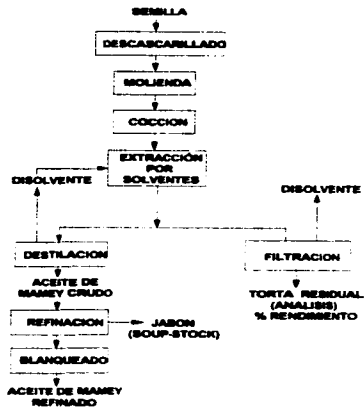 SEMILLA
DESCASCARILLADO
MOLIENDA
COCCION
EXTRACCIÓN
POR
SOLVENTES
DISOLVENTE
DISOLVENTE
DESTILACION
FILTRACION
ACEITE DE
MAMEY CRUDO
TORTA RESIDUAL
(ANALISIS)
% RENDIMIENTO
REFINACION
JABON
(SOUP-STOCK)
BLANQUEADO
ACEITE DE MAMEY
REFINADO